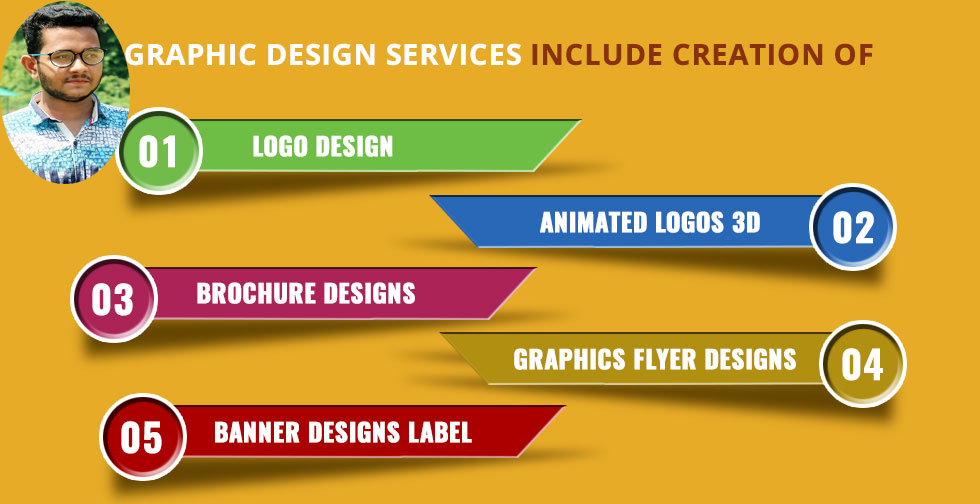 GRAPHIC DESIGN SERVICES INCLUDE CREATION OF
01 LOGO DESIGN
ANIMATED LOGOS 3D 02
03 BROCHURE DESIGNS
GRAPHICS FLYER DESIGNS 04
05 BANNER DESIGNS LABEL